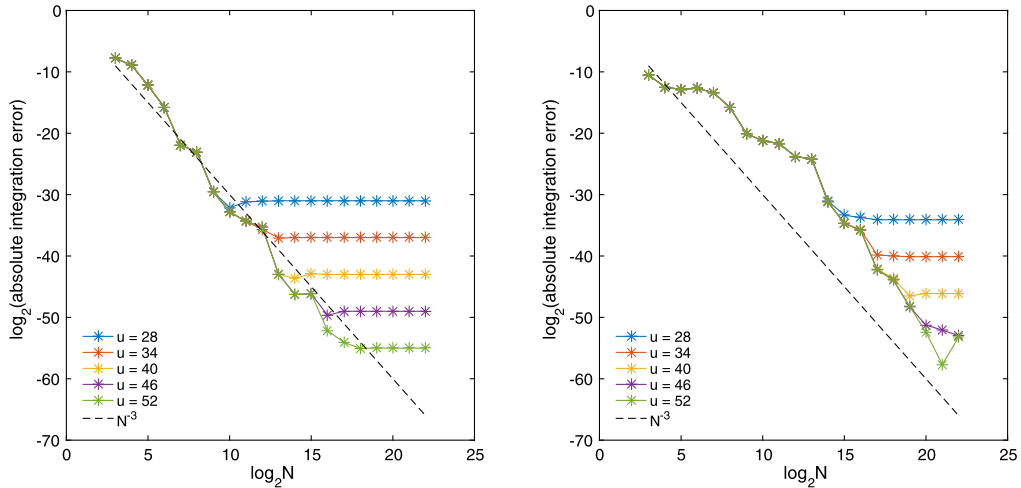 0
-10
-20
-30
-40
-50
-60
-70
0 5 10 15 20 25
log₂N
log₂(absolute integration error)
u = 28
u = 34
u = 40
u = 46
u = 52
N⁻³
0
-10
-20
-30
-40
-50
-60
-70
0 5 10 15 20 25
log₂N
log₂(absolute integration error)
u = 28
u = 34
u = 40
u = 46
u = 52
N⁻³